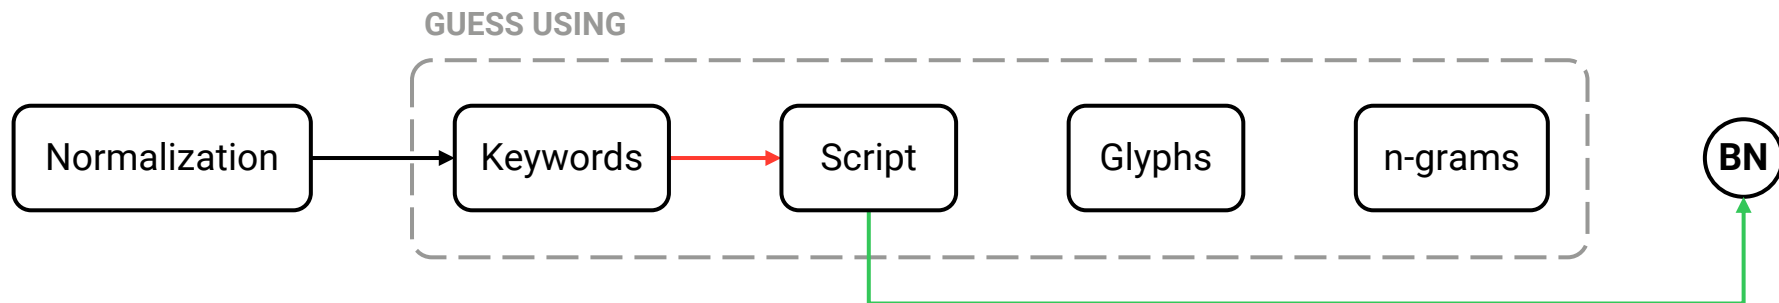 GUESS USING
Normalization
Keywords
Script
Glyphs
n-grams
BN